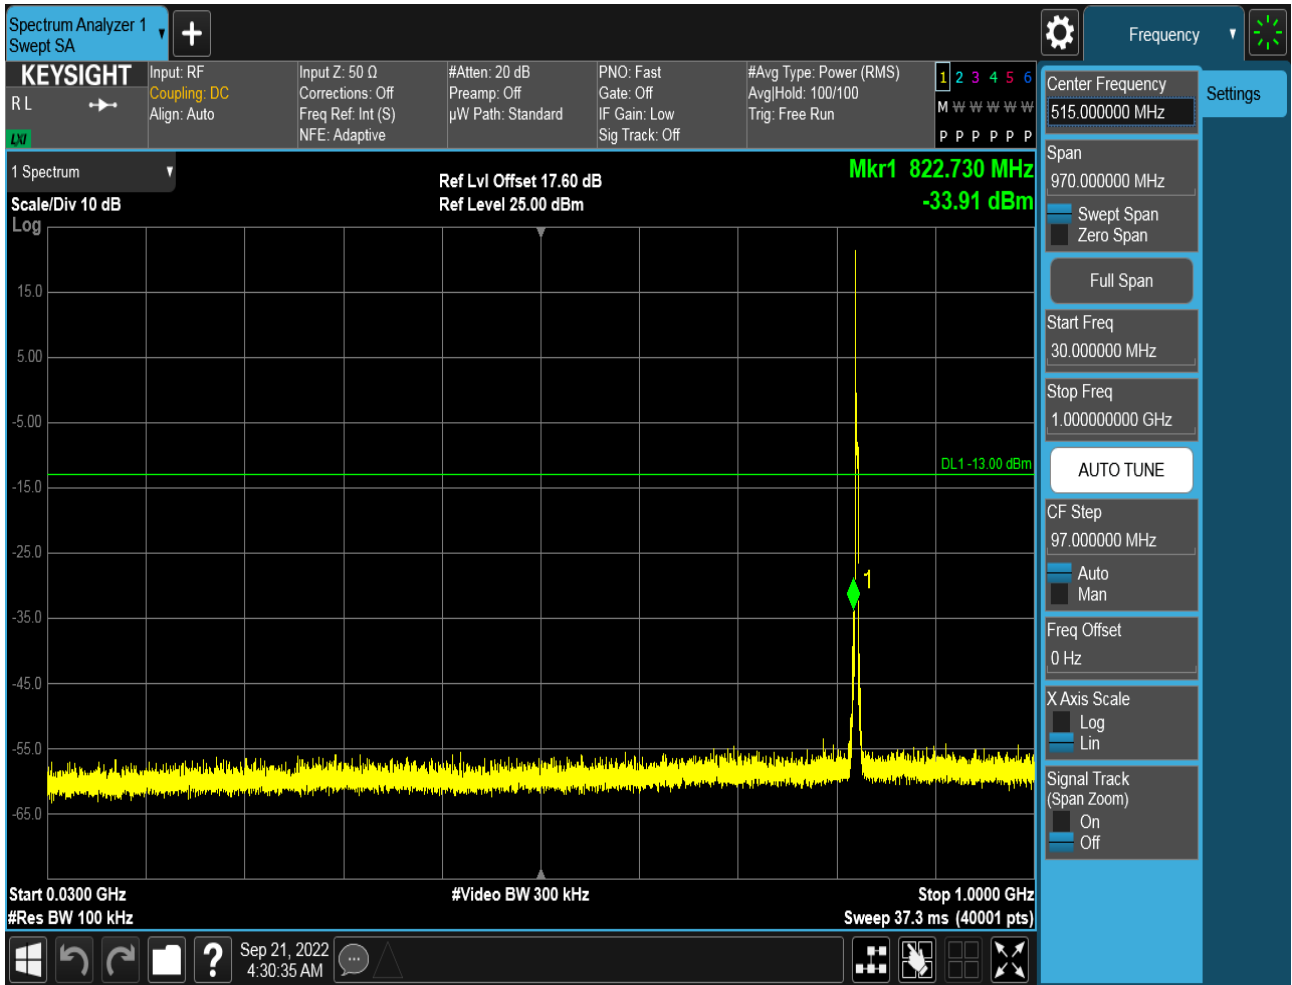 Spectrum Analyzer 1
Swept SA
Frequency
KEYSIGHT
R L
LXI
Input: RF
Coupling: DC
Align: Auto
Input Z: 50 Ω
Corrections: Off
Freq Ref: Int (S)
NFE: Adaptive
#Atten: 20 dB
Preamp: Off
µW Path: Standard
PNO: Fast
Gate: Off
IF Gain: Low
Sig Track: Off
#Avg Type: Power (RMS)
Avg|Hold: 100/100
Trig: Free Run
1 2 3 4 5 6
M W W W W W
P P P P P P
1 Spectrum
Scale/Div 10 dB
Log
Ref Lvl Offset 17.60 dB
Ref Level 25.00 dBm
Mkr1 822.730 MHz
-33.91 dBm
15.0
5.00
-5.00
-15.0
-25.0
-35.0
-45.0
-55.0
-65.0
DL1 -13.00 dBm
1
Start 0.0300 GHz
#Res BW 100 kHz
#Video BW 300 kHz
Stop 1.0000 GHz
Sweep 37.3 ms (40001 pts)
Center Frequency
515.000000 MHz
Settings
Span
970.000000 MHz
Swept Span
Zero Span
Full Span
Start Freq
30.000000 MHz
Stop Freq
1.000000000 GHz
AUTO TUNE
CF Step
97.000000 MHz
Auto
Man
Freq Offset
0 Hz
X Axis Scale
Log
Lin
Signal Track
(Span Zoom)
On
Off
?
Sep 21, 2022
4:30:35 AM